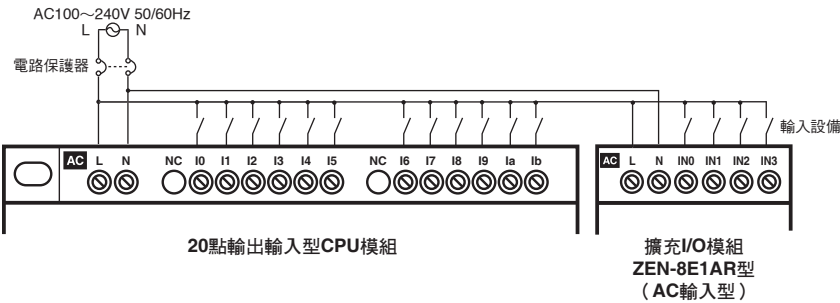 AC100～240V 50/60Hz
L N
電路保護器
輸入設備
AC L N NC I0 I1 I2 I3 I4 I5 NC I6 I7 I8 I9 Ia Ib
AC L N IN0 IN1 IN2 IN3
20點輸出輸入型CPU模組
擴充I/O模組
ZEN-8E1AR型
（AC輸入型）